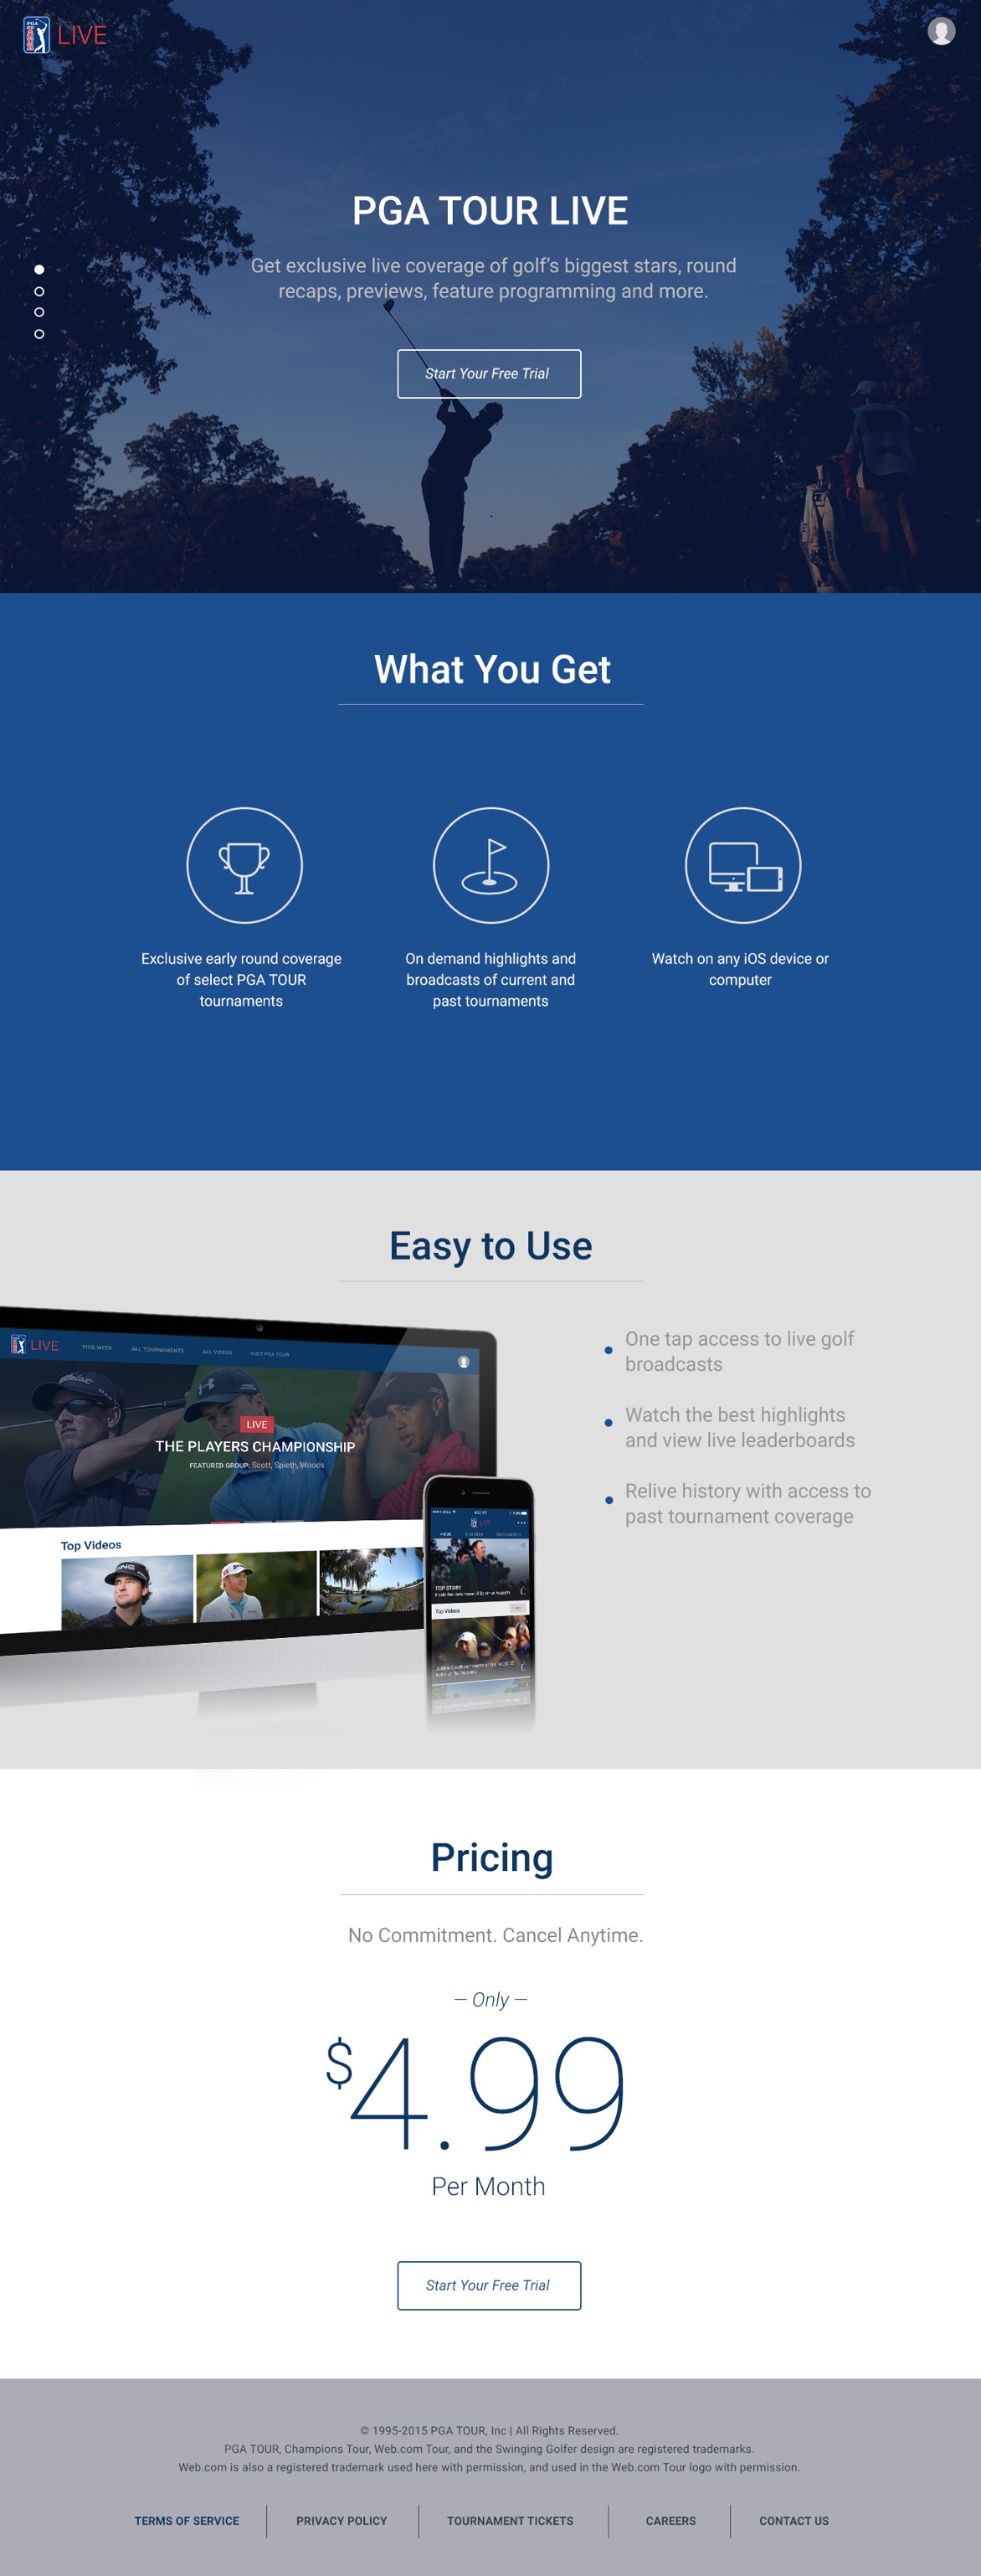 PGA
TOUR
LIVE
PGA TOUR LIVE
Get exclusive live coverage of golf’s biggest stars, round
recaps, previews, feature programming and more.
Start Your Free Trial
What You Get
Exclusive early round coverage
of select PGA TOUR
tournaments
On demand highlights and
broadcasts of current and
past tournaments
Watch on any iOS device or
computer
Easy to Use
LIVE
THIS WEEK
ALL TOURNAMENTS
ALL VIDEOS
VISIT PGA TOUR
LIVE
THE PLAYERS CHAMPIONSHIP
FEATURED GROUP: Scott, Spieth, Woods
Top Videos
PING
LIVE
HOME
THIS WEEK
TOP STORY
Top Videos
One tap access to live golf
broadcasts
Watch the best highlights
and view live leaderboards
Relive history with access to
past tournament coverage
Pricing
No Commitment. Cancel Anytime.
— Only —
$4.99
Per Month
Start Your Free Trial
© 1995-2015 PGA TOUR, Inc | All Rights Reserved.
PGA TOUR, Champions Tour, Web.com Tour, and the Swinging Golfer design are registered trademarks.
Web.com is also a registered trademark used here with permission, and used in the Web.com Tour logo with permission.
TERMS OF SERVICE
PRIVACY POLICY
TOURNAMENT TICKETS
CAREERS
CONTACT US